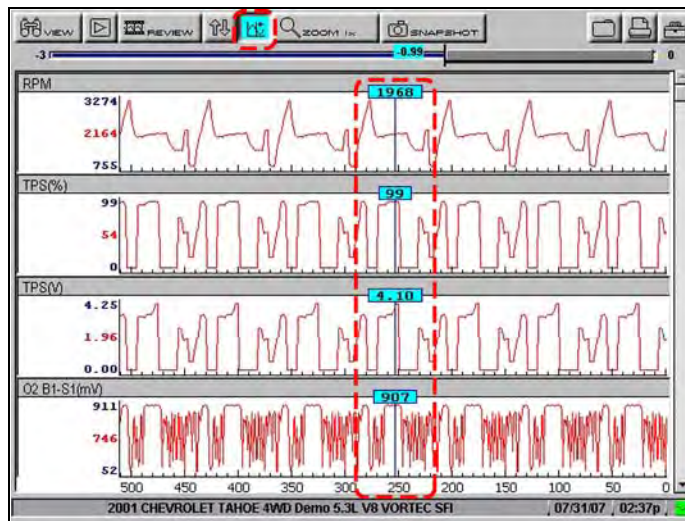 VIEW REVIEW ZOOM 1x SNAPSHOT
-3 -0.99 0
RPM
1968
3274
2164
755
TPS(%)
99
99
54
0
TPS(V)
4.10
4.25
1.96
0.00
O2 B1-S1(mV)
907
911
746
52
500 450 400 350 300 250 200 150 100 50 0
2001 CHEVROLET TAHOE 4WD Demo 5.3L V8 VORTEC SFI , 07/31/07 , 02:37p ,